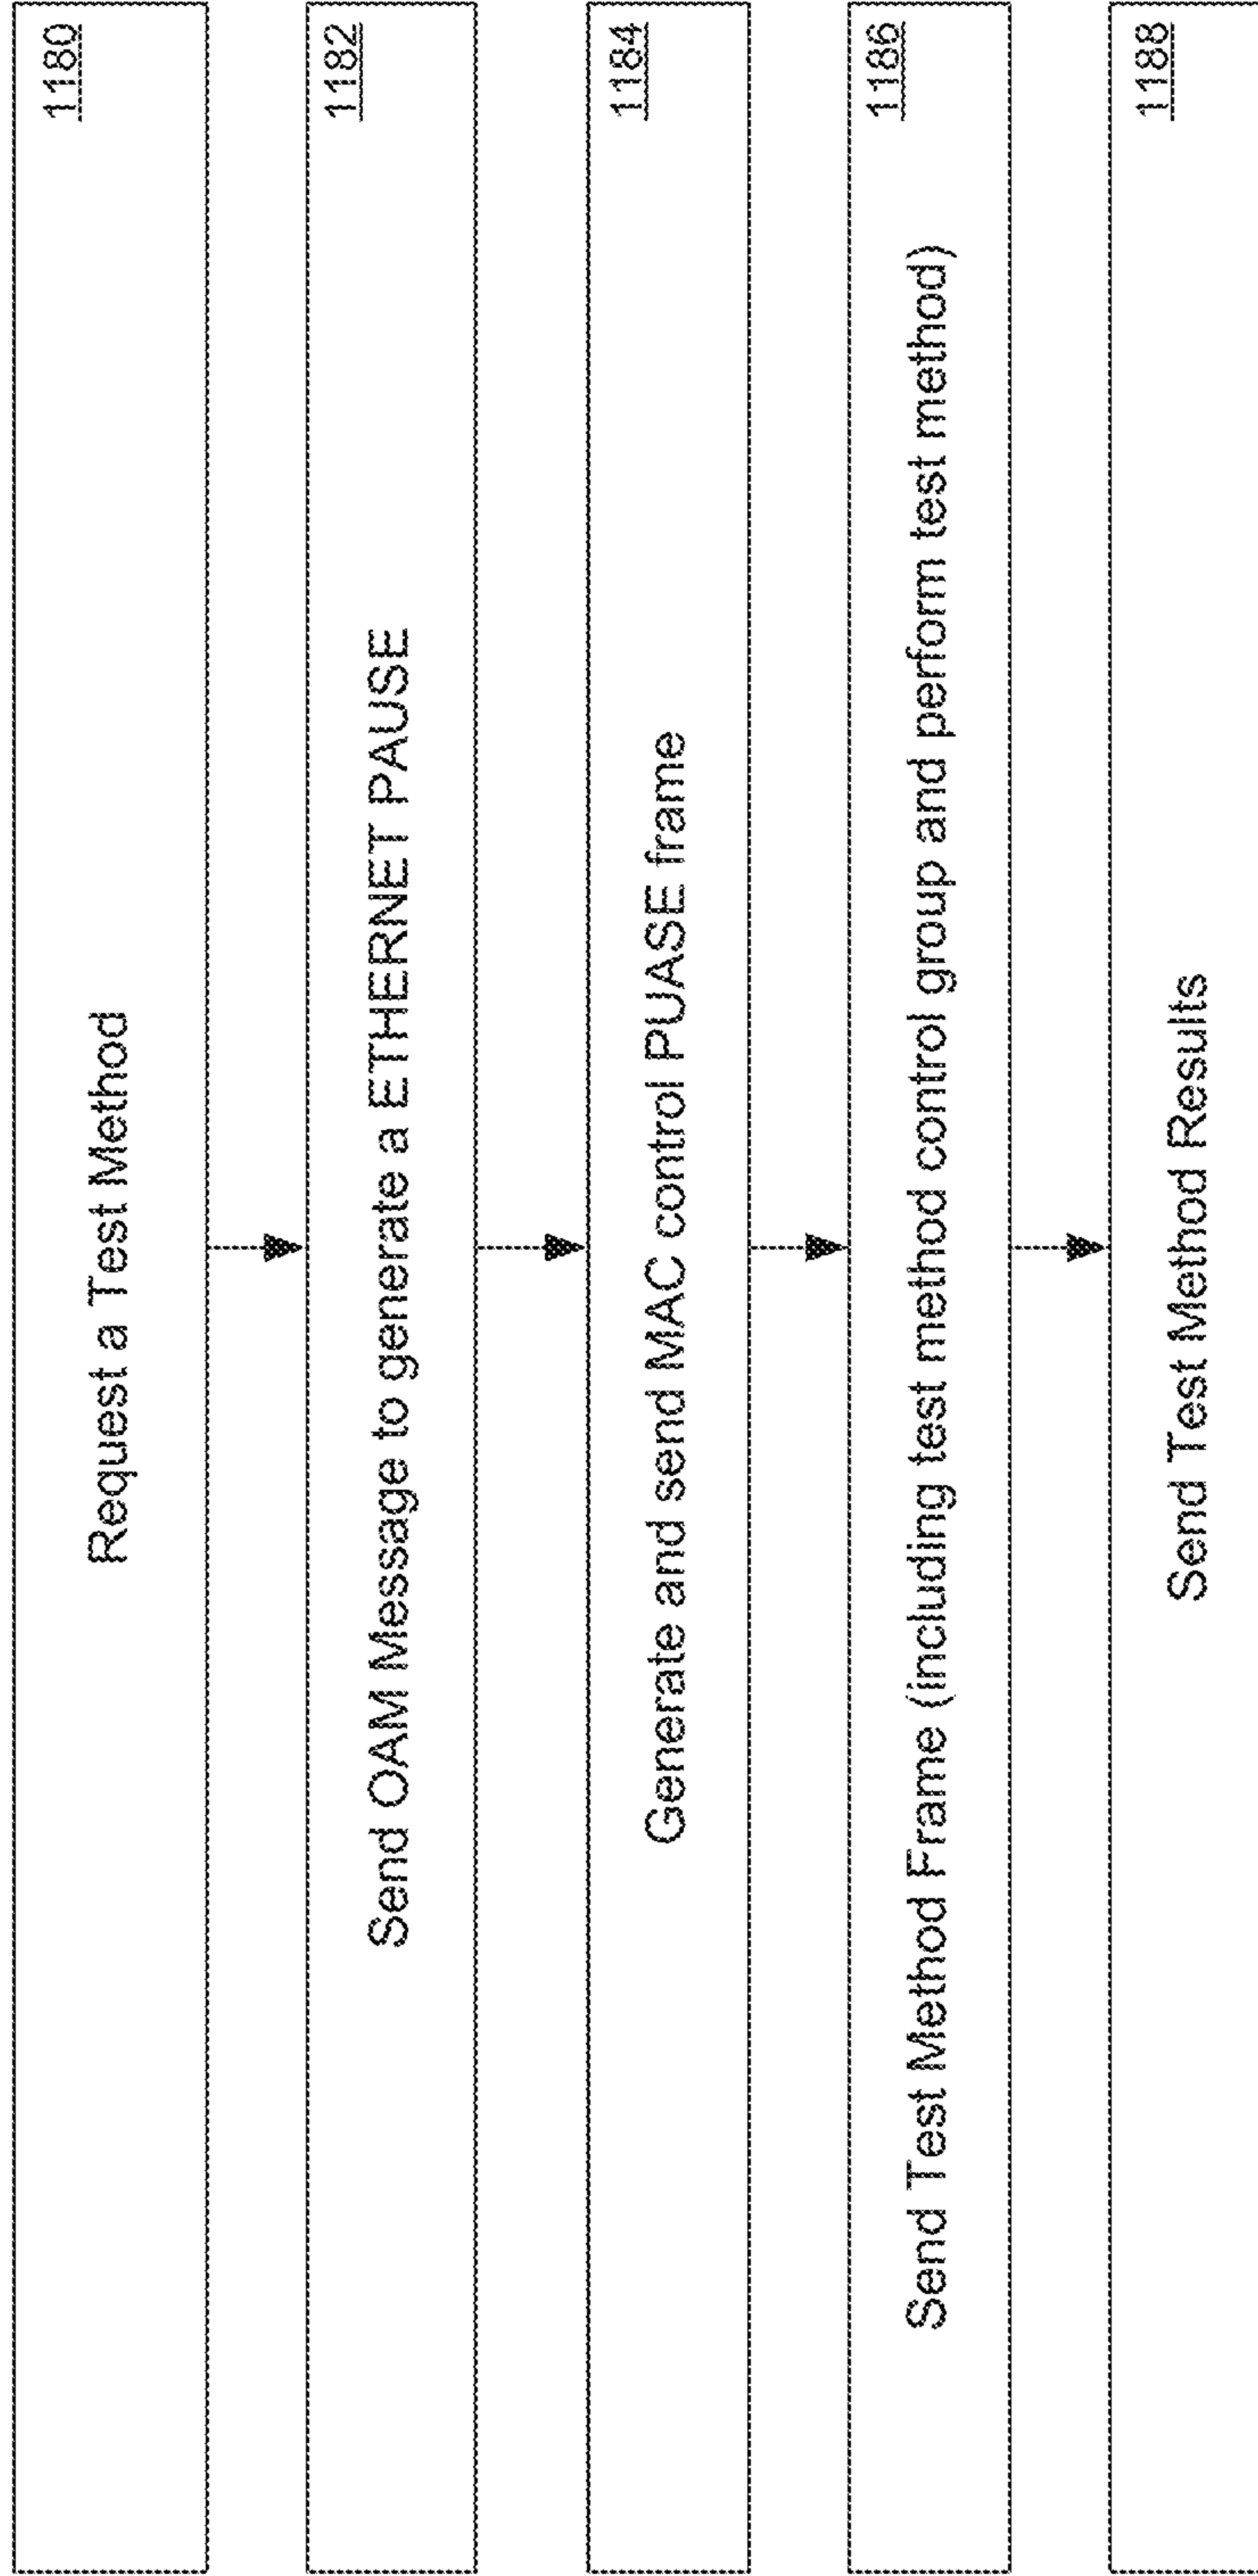 1180
Request a Test Method
1182
Send OAM Message to generate a ETHERNET PAUSE
1184
Generate and send MAC control PUASE frame
1186
Send Test Method Frame (including test method control group and perform test method)
1188
Send Test Method Results